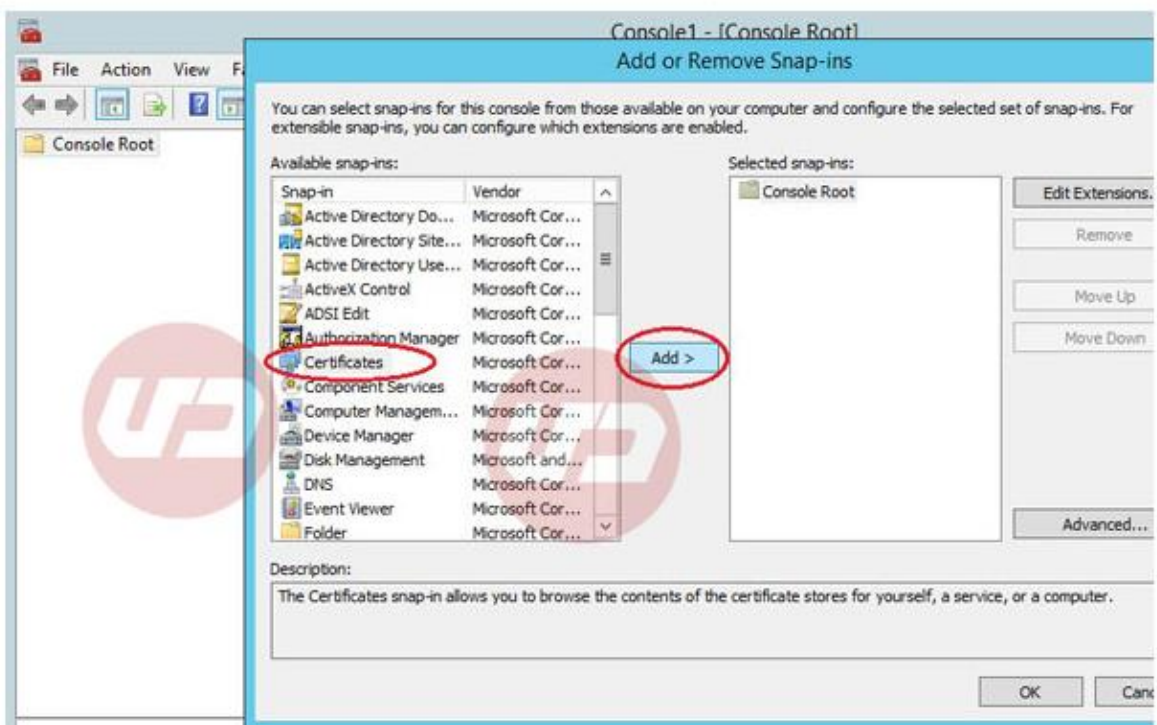 Console1 - [Console Root]
File Action View Fa
Add or Remove Snap-ins
Console Root
You can select snap-ins for this console from those available on your computer and configure the selected set of snap-ins. For
extensible snap-ins, you can configure which extensions are enabled.
Available snap-ins:
Snap-in Vendor
Active Directory Do... Microsoft Cor...
Active Directory Site... Microsoft Cor...
Active Directory Use... Microsoft Cor...
ActiveX Control Microsoft Cor...
ADSI Edit Microsoft Cor...
Authorization Manager Microsoft Cor...
Certificates Microsoft Cor...
Component Services Microsoft Cor...
Computer Managem... Microsoft Cor...
Device Manager Microsoft Cor...
Disk Management Microsoft and...
DNS Microsoft Cor...
Event Viewer Microsoft Cor...
Folder Microsoft Cor...
Add >
Selected snap-ins:
Console Root
Edit Extensions.
Remove
Move Up
Move Down
Advanced...
Description:
The Certificates snap-in allows you to browse the contents of the certificate stores for yourself, a service, or a computer.
OK Canc